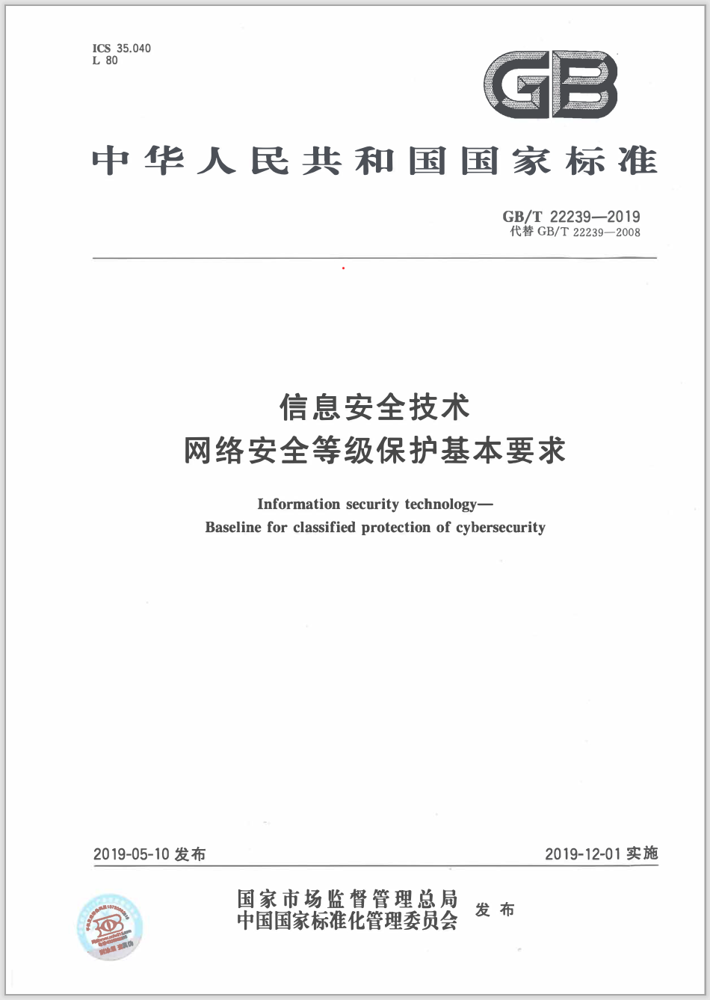 ICS 35.040
L 80
GB
中华人民共和国国家标准
GB/T 22239—2019
代替 GB/T 22239—2008
信息安全技术
网络安全等级保护基本要求
Information security technology—
Baseline for classified protection of cybersecurity
2019-05-10 发布
2019-12-01 实施
国家市场监督管理总局
中国国家标准化管理委员会
发布